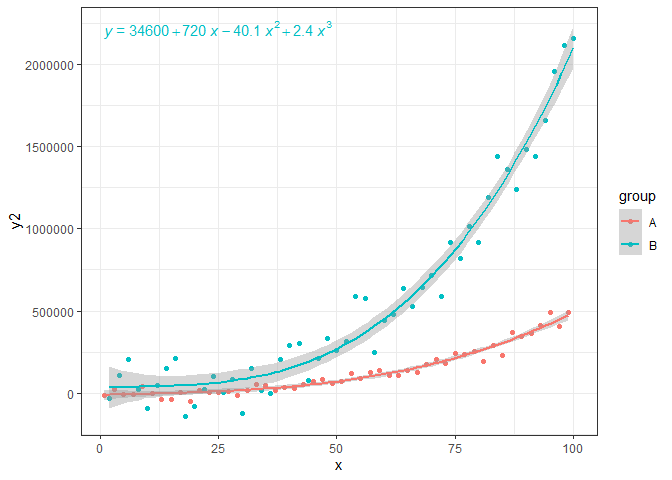 y = 34600 + 720 x − 40.1 x² + 2.4 x³
2000000
1500000
1000000
500000
0
y2
0 25 50 75 100
x
group
A
B